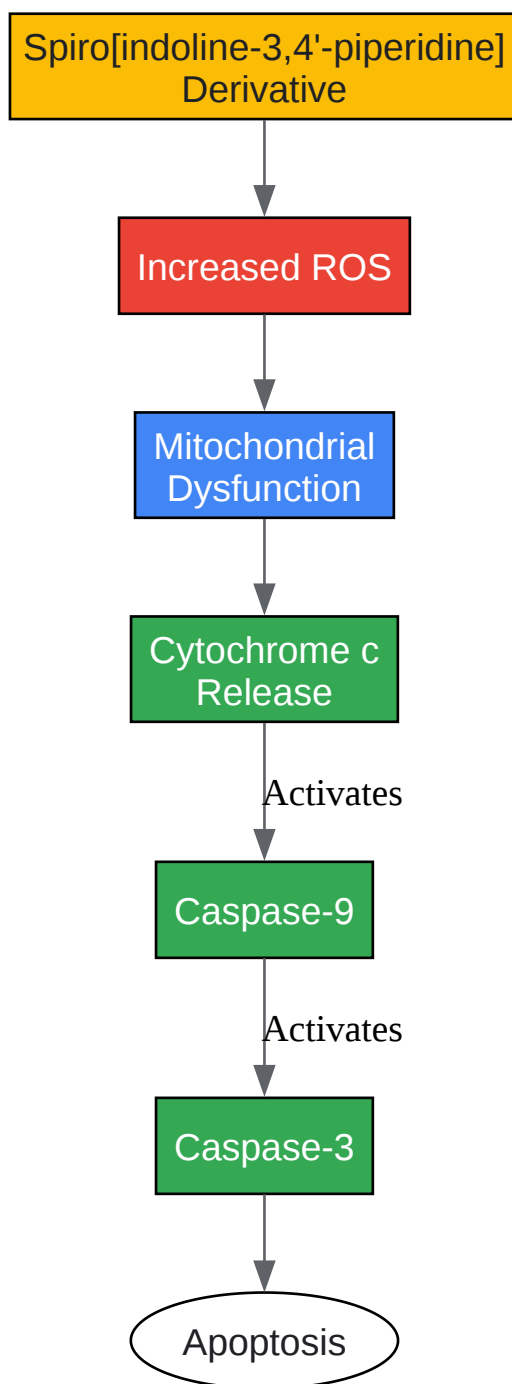 Spiro[indoline-3,4'-piperidine]
Derivative
Increased ROS
Mitochondrial
Dysfunction
Cytochrome c
Release
Activates
Caspase-9
Activates
Caspase-3
Apoptosis